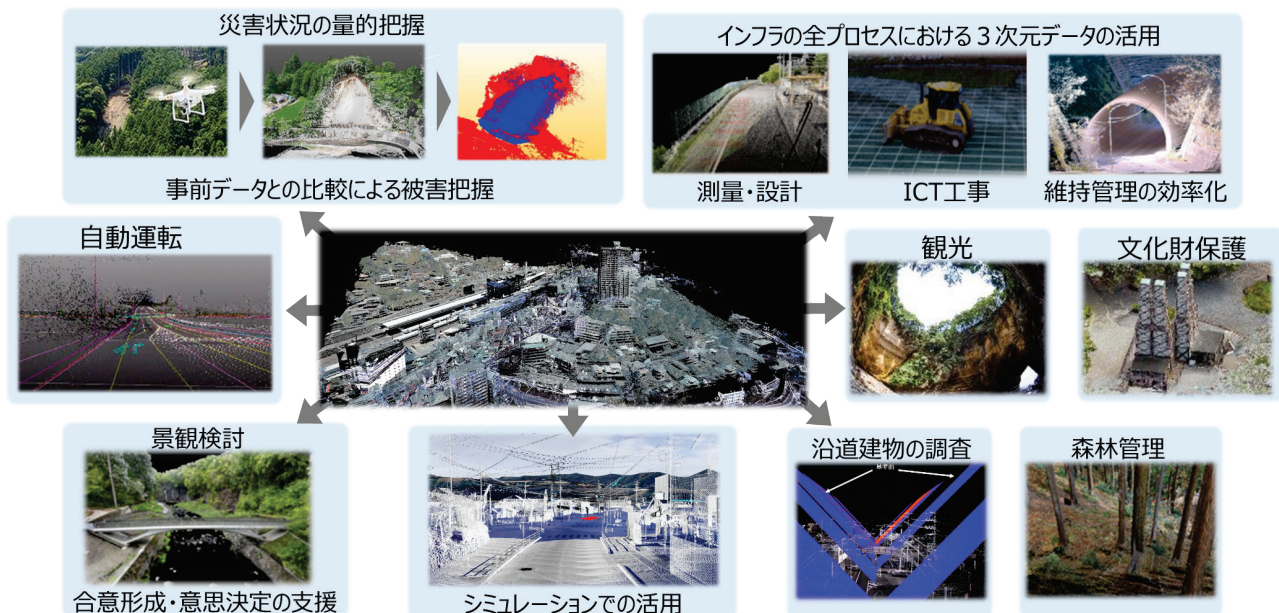 災害状況の量的把握
事前データとの比較による被害把握
インフラの全プロセスにおける３次元データの活用
測量・設計
ICT工事
維持管理の効率化
自動運転
観光
文化財保護
景観検討
合意形成・意思決定の支援
シミュレーションでの活用
沿道建物の調査
森林管理